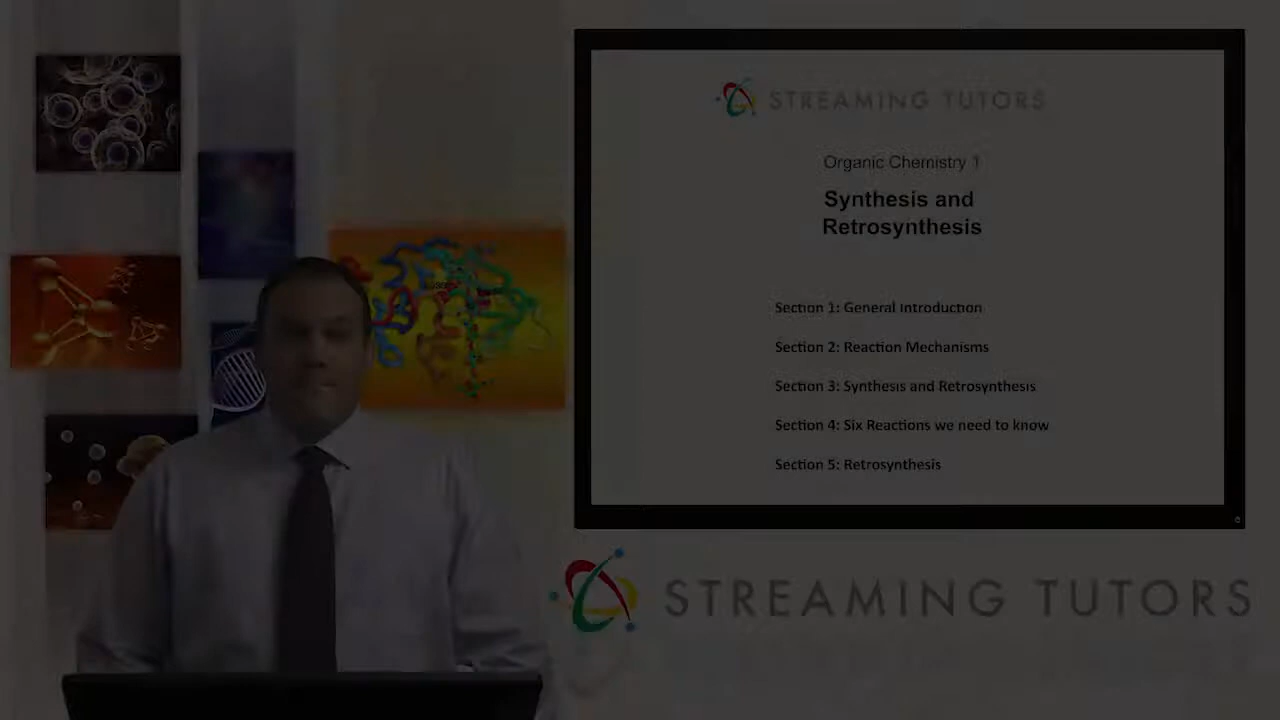 STREAMING TUTORS
Organic Chemistry 1
Synthesis and
Retrosynthesis
Section 1: General Introduction
Section 2: Reaction Mechanisms
Section 3: Synthesis and Retrosynthesis
Section 4: Six Reactions we need to know
Section 5: Retrosynthesis
STREAMING TUTORS